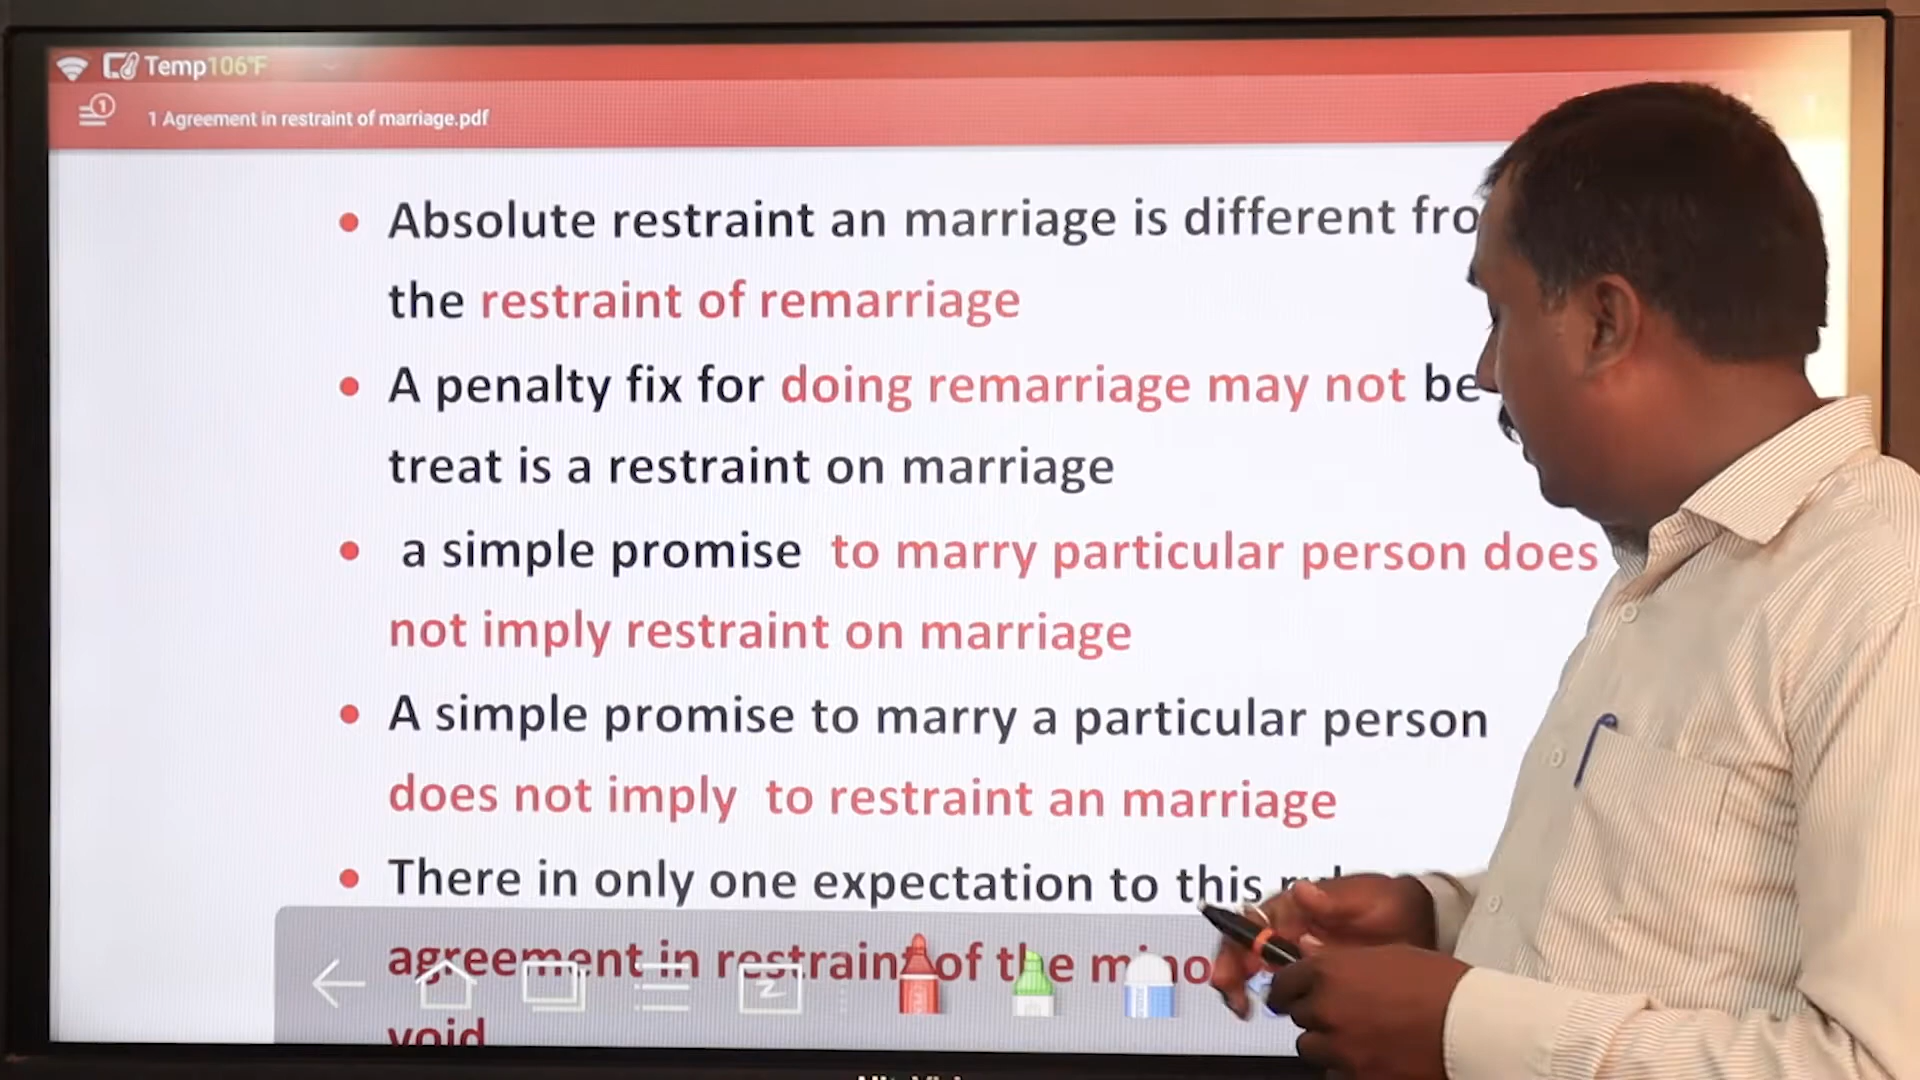 Temp106°F
1
1 Agreement in restraint of marriage.pdf
Absolute restraint an marriage is different fro
the restraint of remarriage
A penalty fix for doing remarriage may not be
treat is a restraint on marriage
a simple promise to marry particular person does
not imply restraint on marriage
A simple promise to marry a particular person
does not imply to restraint an marriage
There in only one expectation to this
agreement in restraint of the mino
void